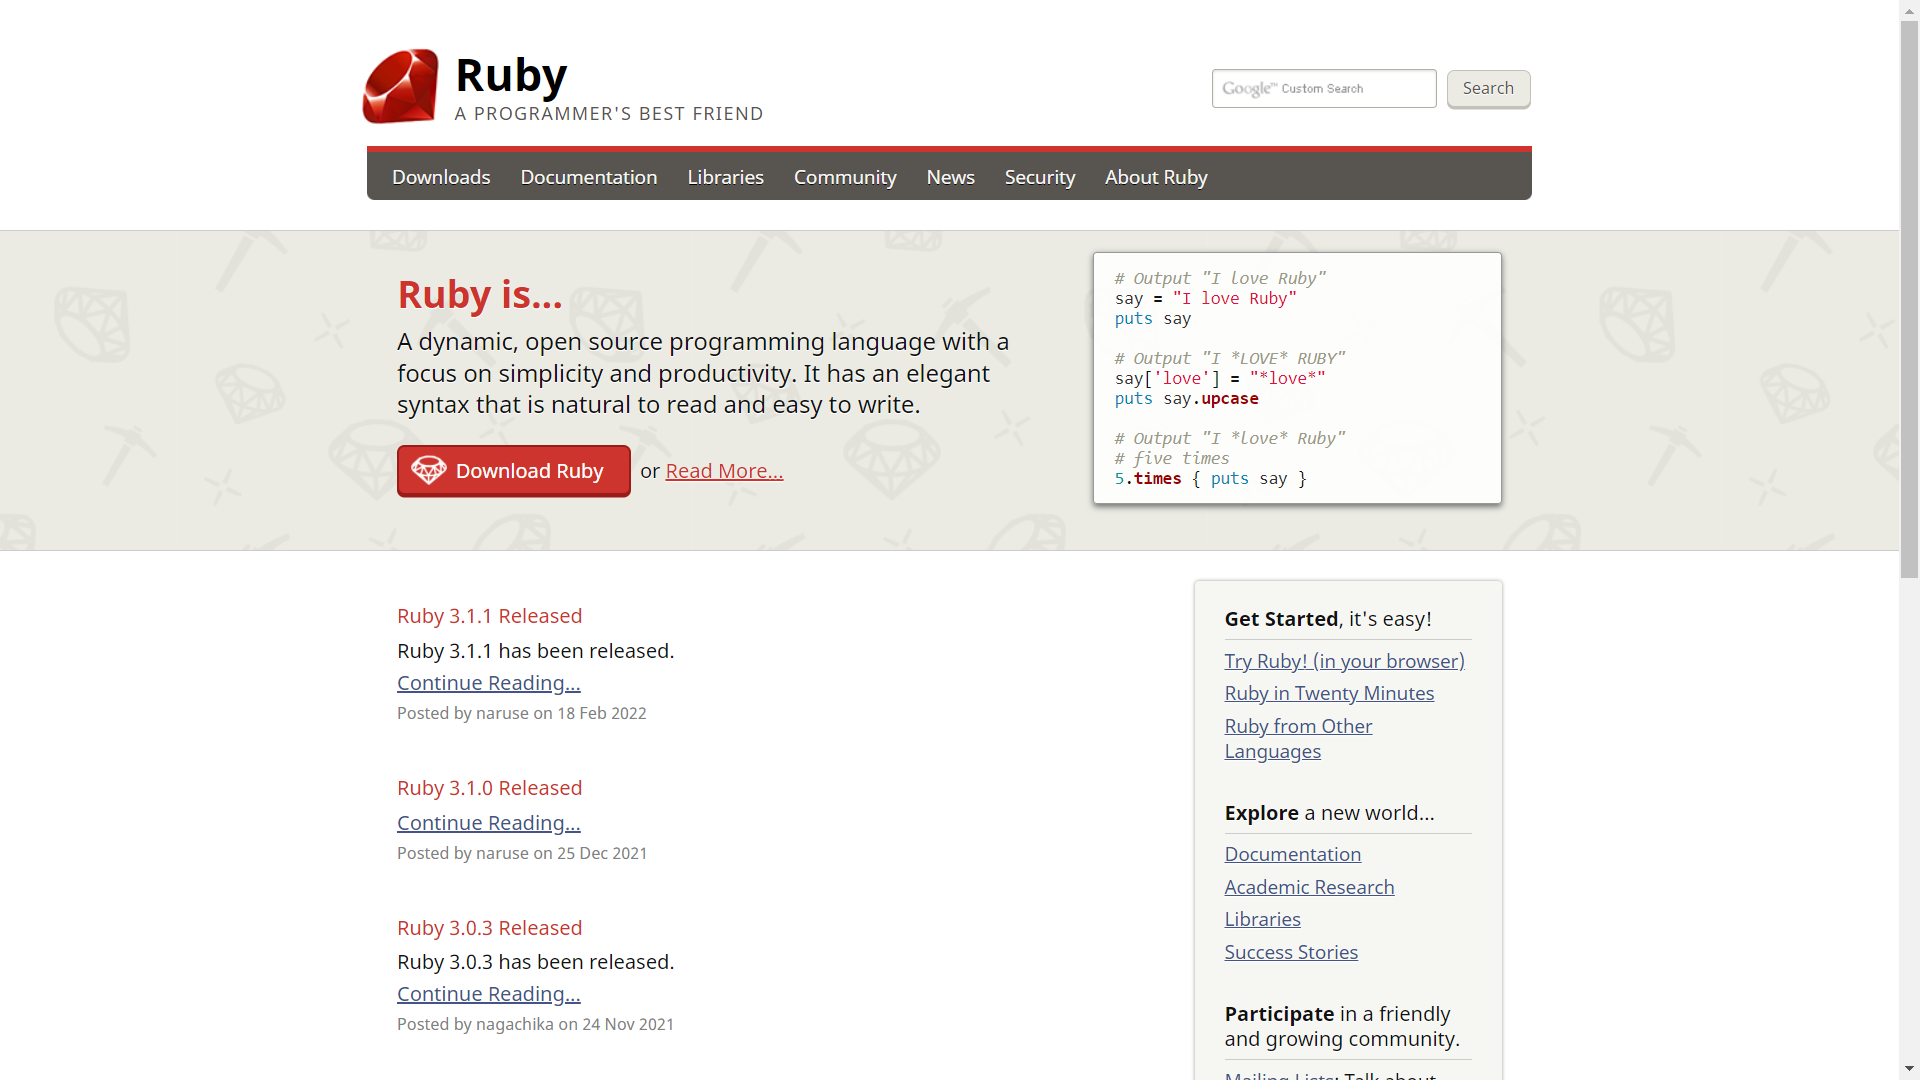 Ruby
A PROGRAMMER'S BEST FRIEND
Google™ Custom Search
Search
Downloads Documentation Libraries Community News Security About Ruby
Ruby is...
A dynamic, open source programming language with a
focus on simplicity and productivity. It has an elegant
syntax that is natural to read and easy to write.
Download Ruby or Read More...
# Output "I love Ruby"
say = "I love Ruby"
puts say
# Output "I *LOVE* RUBY"
say['love'] = "*love*"
puts say.upcase
# Output "I *love* Ruby"
# five times
5.times { puts say }
Ruby 3.1.1 Released
Ruby 3.1.1 has been released.
Continue Reading...
Posted by naruse on 18 Feb 2022
Ruby 3.1.0 Released
Continue Reading...
Posted by naruse on 25 Dec 2021
Ruby 3.0.3 Released
Ruby 3.0.3 has been released.
Continue Reading...
Posted by nagachika on 24 Nov 2021
Get Started, it's easy!
Try Ruby! (in your browser)
Ruby in Twenty Minutes
Ruby from Other
Languages
Explore a new world...
Documentation
Academic Research
Libraries
Success Stories
Participate in a friendly
and growing community.
Mailing Lists: Talk about